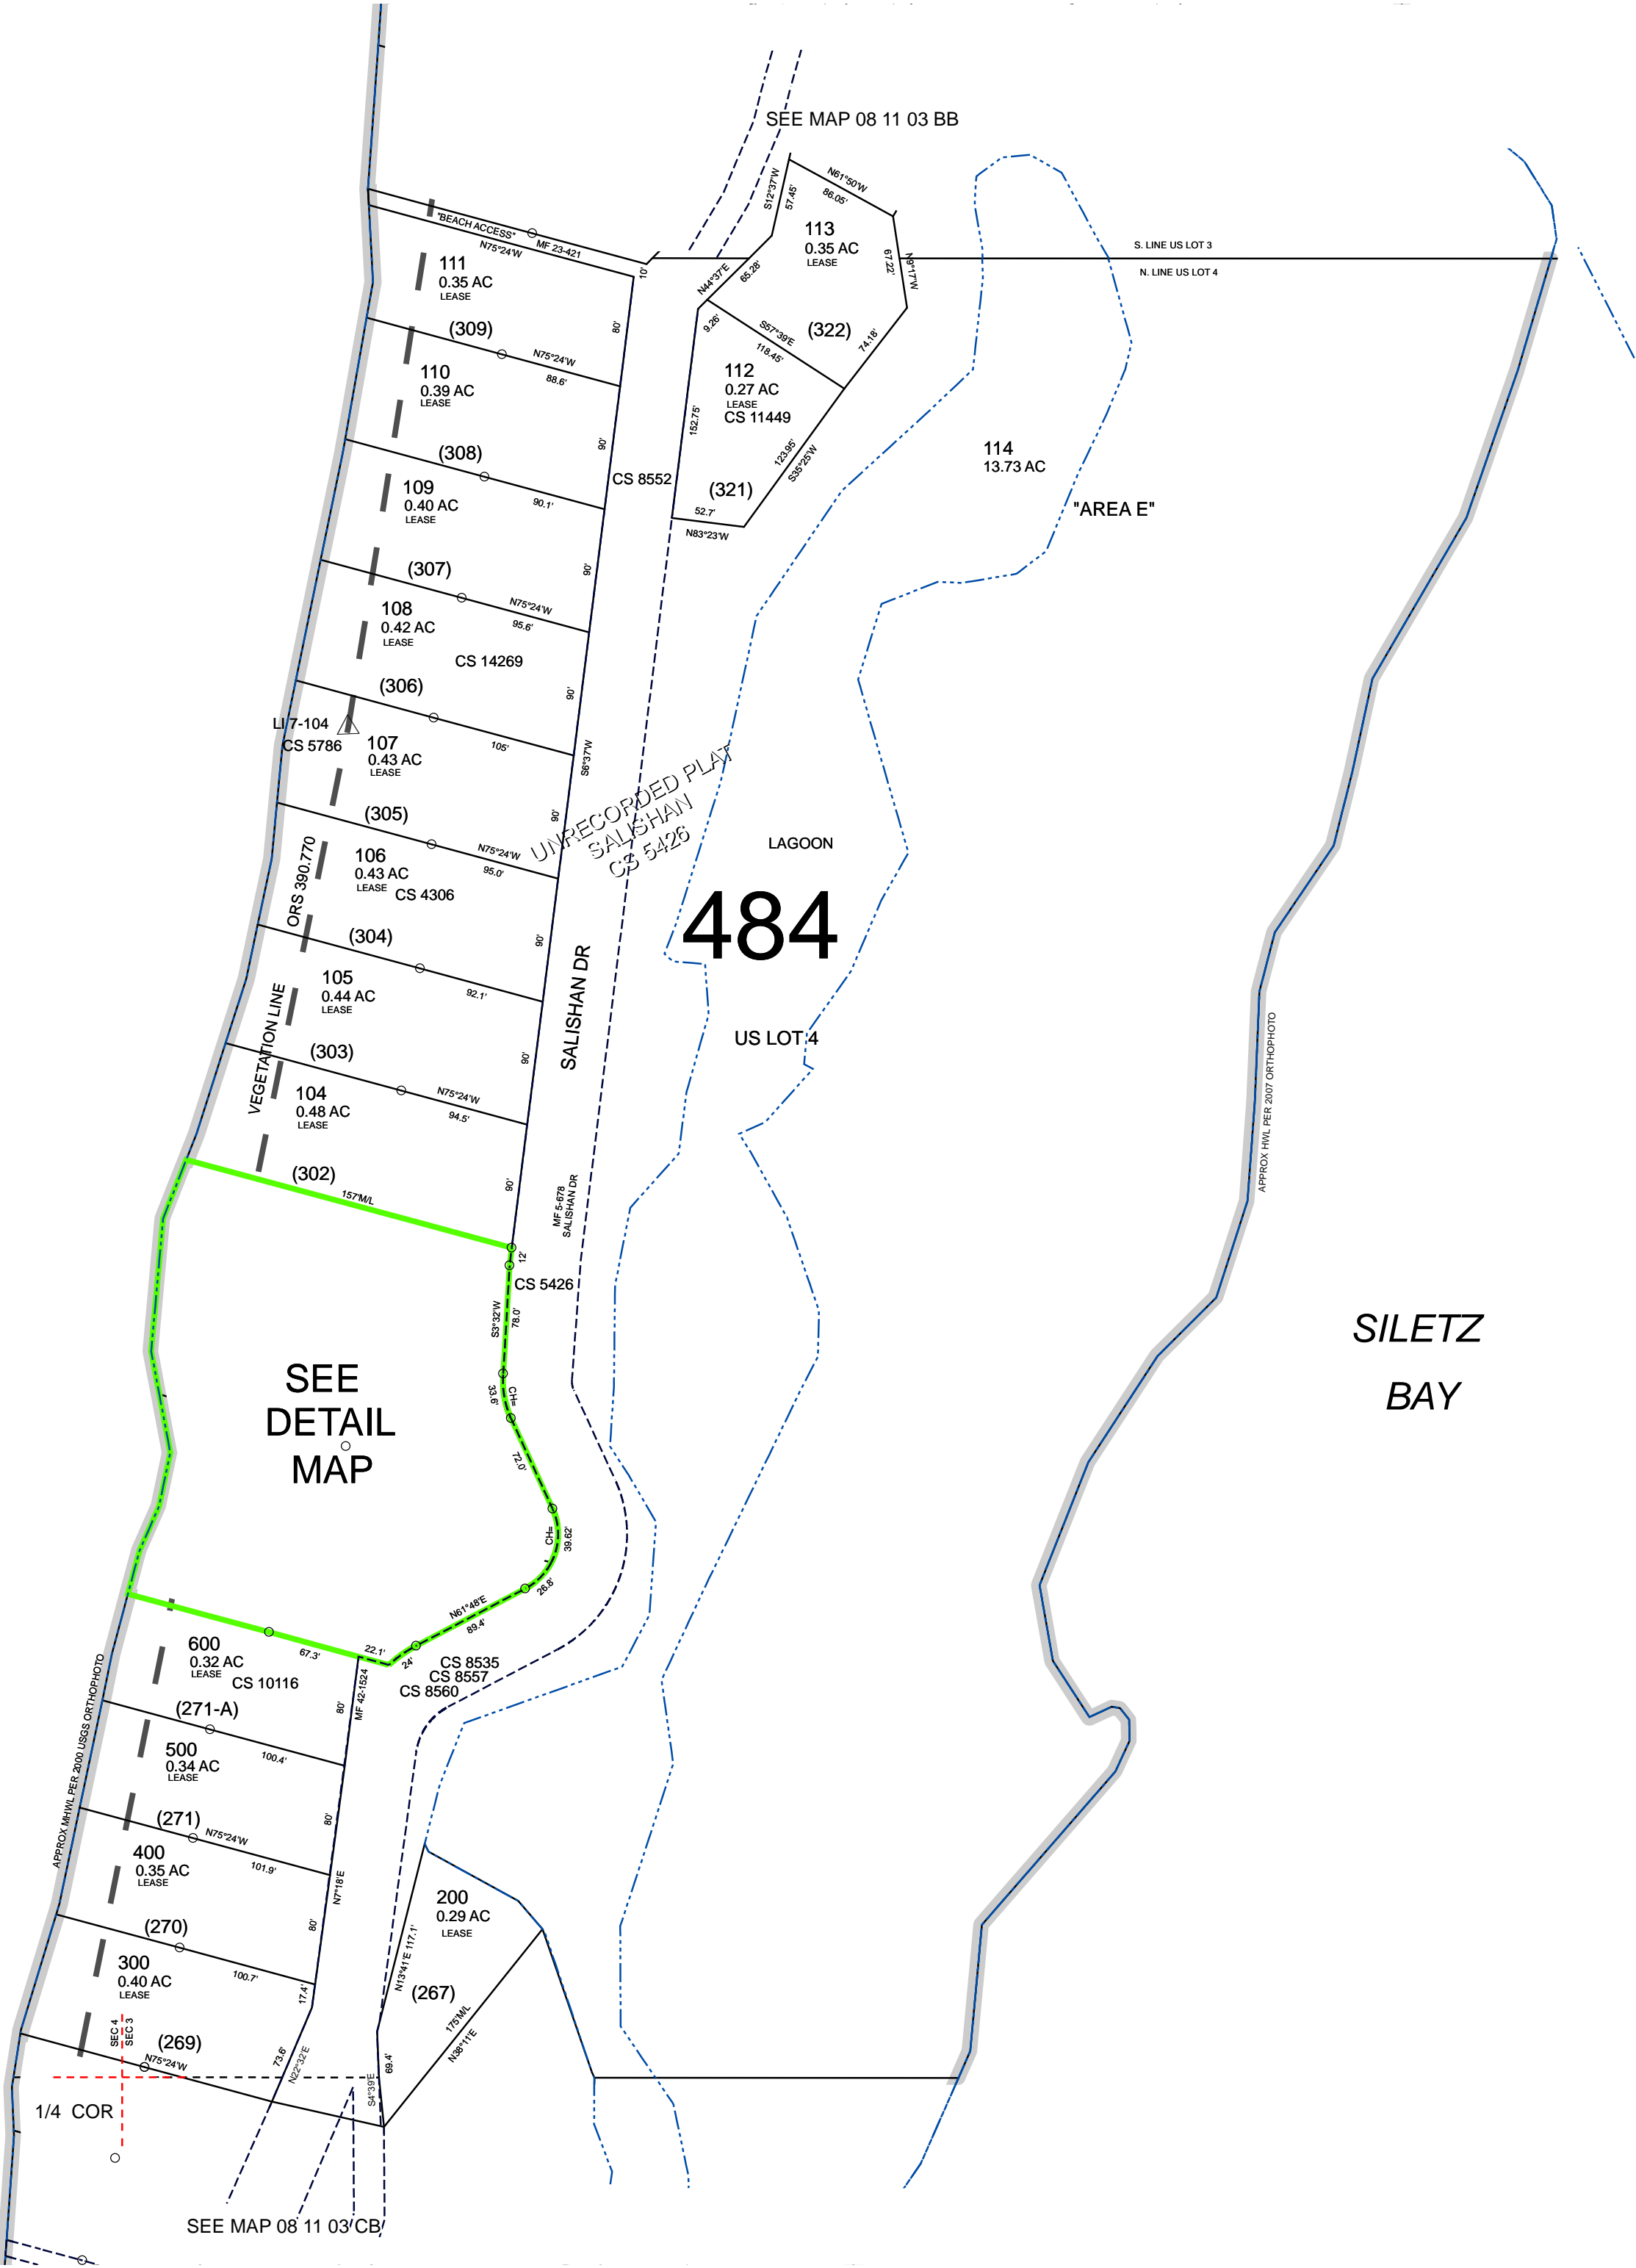 SEE MAP 08 11 03 BB
N61°50'W
86.05'
S12°37'W
57.45'
113
0.35 AC
LEASE
N9°17'W
67.22'
S. LINE US LOT 3
N. LINE US LOT 4
"BEACH ACCESS"
MF 23-421
N75°24'W
10'
N44°37'E
65.28'
111
0.35 AC
LEASE
80'
9.26'
S57°39'E
118.45'
(322)
74.18'
(309)
N75°24'W
88.6'
110
0.39 AC
LEASE
112
0.27 AC
LEASE
CS 11449
152.75'
90'
123.95'
S35°25'W
114
13.73 AC
"AREA E"
(308)
90.1'
CS 8552
(321)
52.7'
N83°23'W
109
0.40 AC
LEASE
90'
(307)
N75°24'W
95.6'
108
0.42 AC
LEASE
CS 14269
90'
(306)
105'
LI 7-104
CS 5786
107
0.43 AC
LEASE
S6°37'W
90'
UNRECORDED PLAT
SALISHAN
CS 5426
(305)
N75°24'W
95.0'
LAGOON
106
0.43 AC
LEASE
CS 4306
ORS 390.770
VEGETATION LINE
484
90'
(304)
92.1'
SALISHAN DR
105
0.44 AC
LEASE
US LOT 4
90'
(303)
N75°24'W
94.5'
104
0.48 AC
LEASE
APPROX HWL PER 2007 ORTHOPHOTO
90'
(302)
157'M/L
MF 5-678
SALISHAN DR
12'
CS 5426
S3°32'W
78.0'
SILETZ
BAY
SEE
DETAIL
MAP
CH=
33.6'
72.0'
CH=
39.62'
26.8'
N61°48'E
89.4'
24'
22.1'
67.3'
600
0.32 AC
LEASE
CS 10116
CS 8535
CS 8557
CS 8560
MF 42-1524
80'
APPROX MHWL PER 2000 USGS ORTHOPHOTO
(271-A)
100.4'
500
0.34 AC
LEASE
80'
(271)
N75°24'W
101.9'
400
0.35 AC
LEASE
N7°18'E
80'
(270)
100.7'
300
0.40 AC
LEASE
17.4'
200
0.29 AC
LEASE
N13°41'E 117.1'
(267)
175'M/L
N38°11'E
SEC 4
SEC 3
(269)
N75°24'W
73.6'
N22°32'E
69.4'
S4°39'E
1/4 COR
SEE MAP 08 11 03 CB